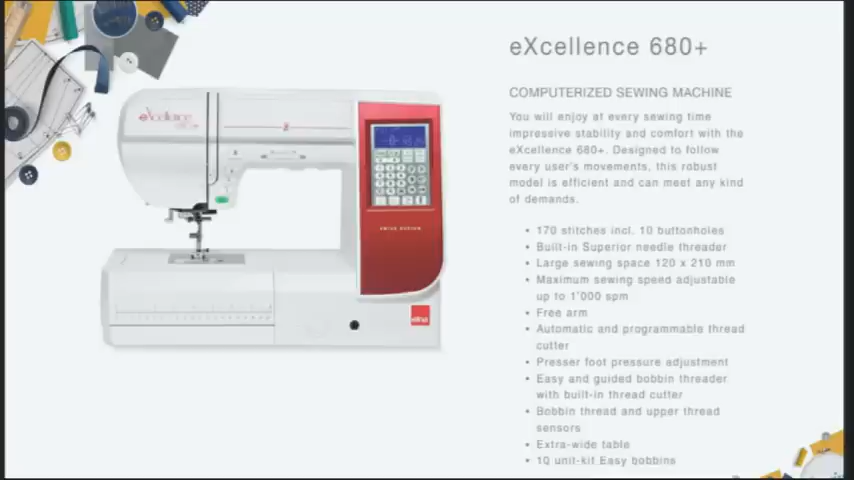 eXcellence 680+
COMPUTERIZED SEWING MACHINE
You will enjoy at every sewing time
impressive stability and comfort with the
eXcellence 680+. Designed to follow
every user's movements, this robust
model is efficient and can meet any kind
of demands.
• 170 stitches incl. 10 buttonholes
• Built-in Superior needle threader
• Large sewing space 120 x 210 mm
• Maximum sewing speed adjustable
up to 1'000 spm
• Free arm
• Automatic and programmable thread
cutter
• Presser foot pressure adjustment
• Easy and guided bobbin threader
with built-in thread cutter
• Bobbin thread and upper thread
sensors
• Extra-wide table
• 10 unit-kit Easy bobbins
eXcellence
SWISS DESIGN
elna